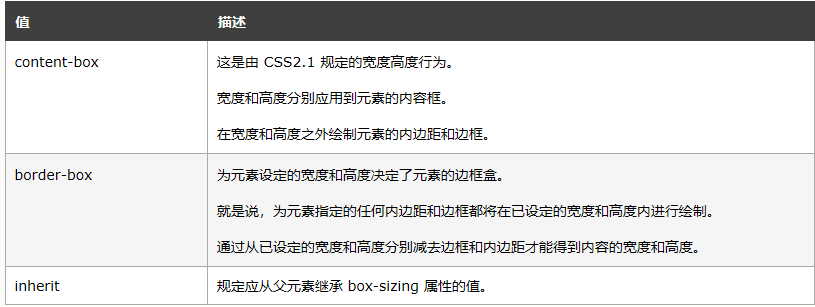 值 描述
content-box 这是由 CSS2.1 规定的宽度高度行为。
宽度和高度分别应用到元素的内容框。
在宽度和高度之外绘制元素的内边距和边框。
border-box 为元素设定的宽度和高度决定了元素的边框盒。
就是说，为元素指定的任何内边距和边框都将在已设定的宽度和高度内进行绘制。
通过从已设定的宽度和高度分别减去边框和内边距才能得到内容的宽度和高度。
inherit 规定应从父元素继承 box-sizing 属性的值。